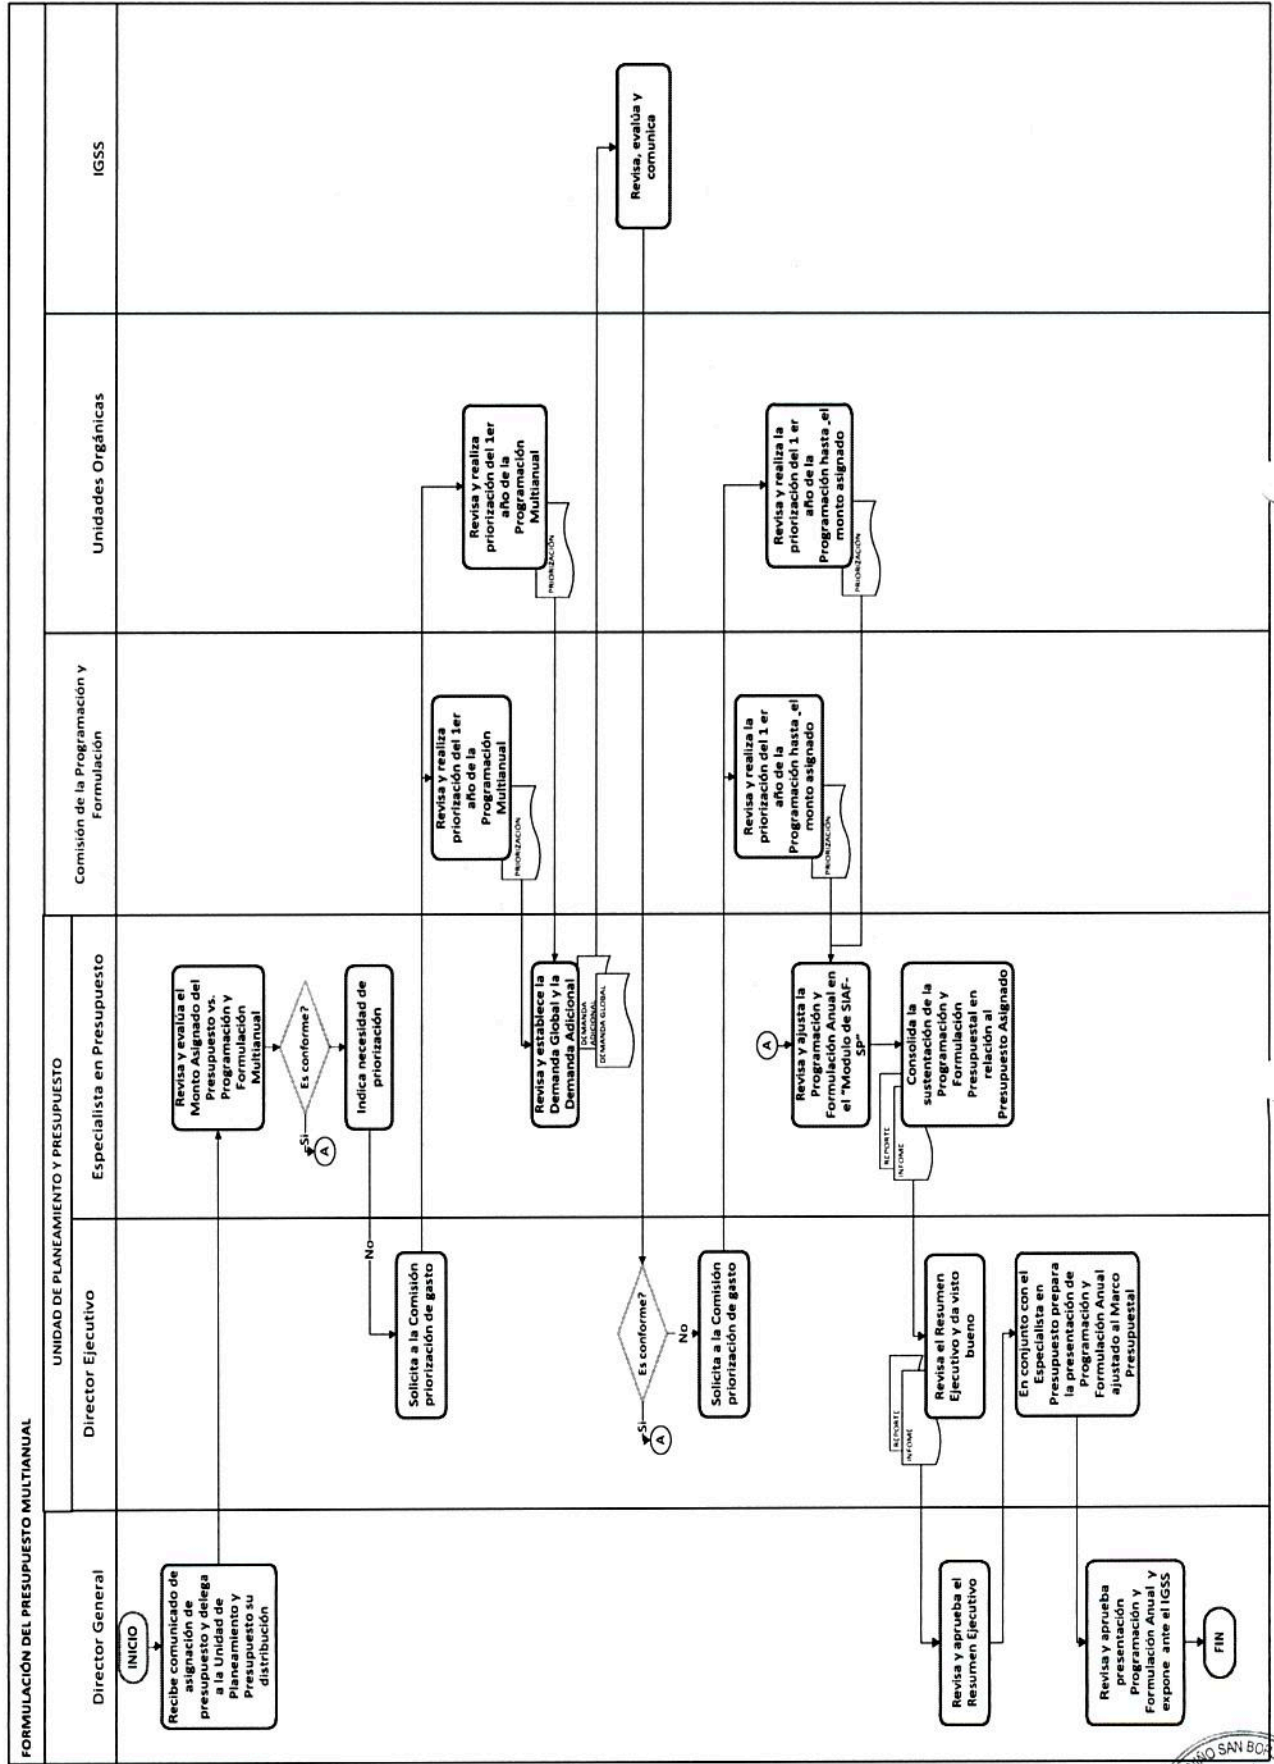 FORMULACIÓN DEL PRESUPUESTO MULTIANUAL
UNIDAD DE PLANEAMIENTO Y PRESUPUESTO
Director General
Director Ejecutivo
Especialista en Presupuesto
Comisión de la Programación y
Formulación
Unidades Orgánicas
IGSS
INICIO
Recibe comunicado de
asignación de
presupuesto y delega
a la Unidad de
Planeamiento y
Presupuesto su
distribución
Revisa y evalúa el
Monto Asignado del
Presupuesto vs.
Programación y
Formulación
Multianual
Es conforme?
Si
A
Indica necesidad de
priorización
No
Solicita a la Comisión
priorización de gasto
Revisa y realiza
priorización del 1er
año de la
Programación
Multianual
PRIORIZACIÓN
Revisa y realiza
priorización del 1er
año de la
Programación
Multianual
PRIORIZACIÓN
Revisa y establece la
Demanda Global y la
Demanda Adicional
DEMANDA
ADICIONAL
DEMANDA GLOBAL
Revisa, evalúa y
comunica
Es conforme?
Si
A
No
Solicita a la Comisión
priorización de gasto
Revisa y realiza la
priorización del 1 er
año de la
Programación hasta el
monto asignado
PRIORIZACIÓN
Revisa y realiza la
priorización del 1 er
año de la
Programación hasta el
monto asignado
PRIORIZACIÓN
A
Revisa y ajusta la
Programación y
Formulación Anual en
el "Modulo de SIAF-
SP"
Consolida la
sustentación de la
Programación y
Formulación
Presupuestal en
relación al
Presupuesto Asignado
REPORTE
INFOME
Revisa el Resumen
Ejecutivo y da visto
bueno
REPORTE
INFOME
Revisa y aprueba el
Resumen Ejecutivo
En conjunto con el
Especialista en
Presupuesto prepara
la presentación de
Programación y
Formulación Anual
ajustado al Marco
Presupuestal
Revisa y aprueba
presentación
Programación y
Formulación Anual y
expone ante el IGSS
FIN
SAN BO